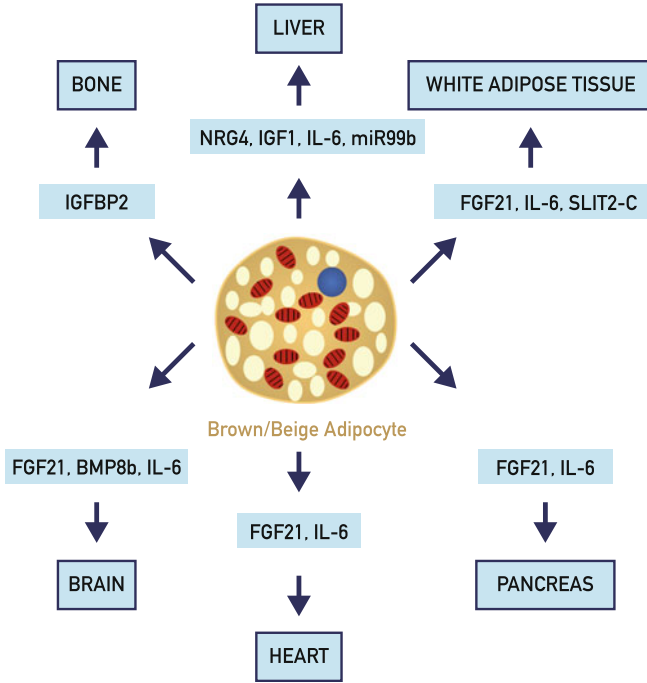 LIVER
BONE
WHITE ADIPOSE TISSUE
NRG4, IGF1, IL-6, miR99b
IGFBP2
FGF21, IL-6, SLIT2-C
Brown/Beige Adipocyte
FGF21, BMP8b, IL-6
FGF21, IL-6
FGF21, IL-6
BRAIN
PANCREAS
HEART